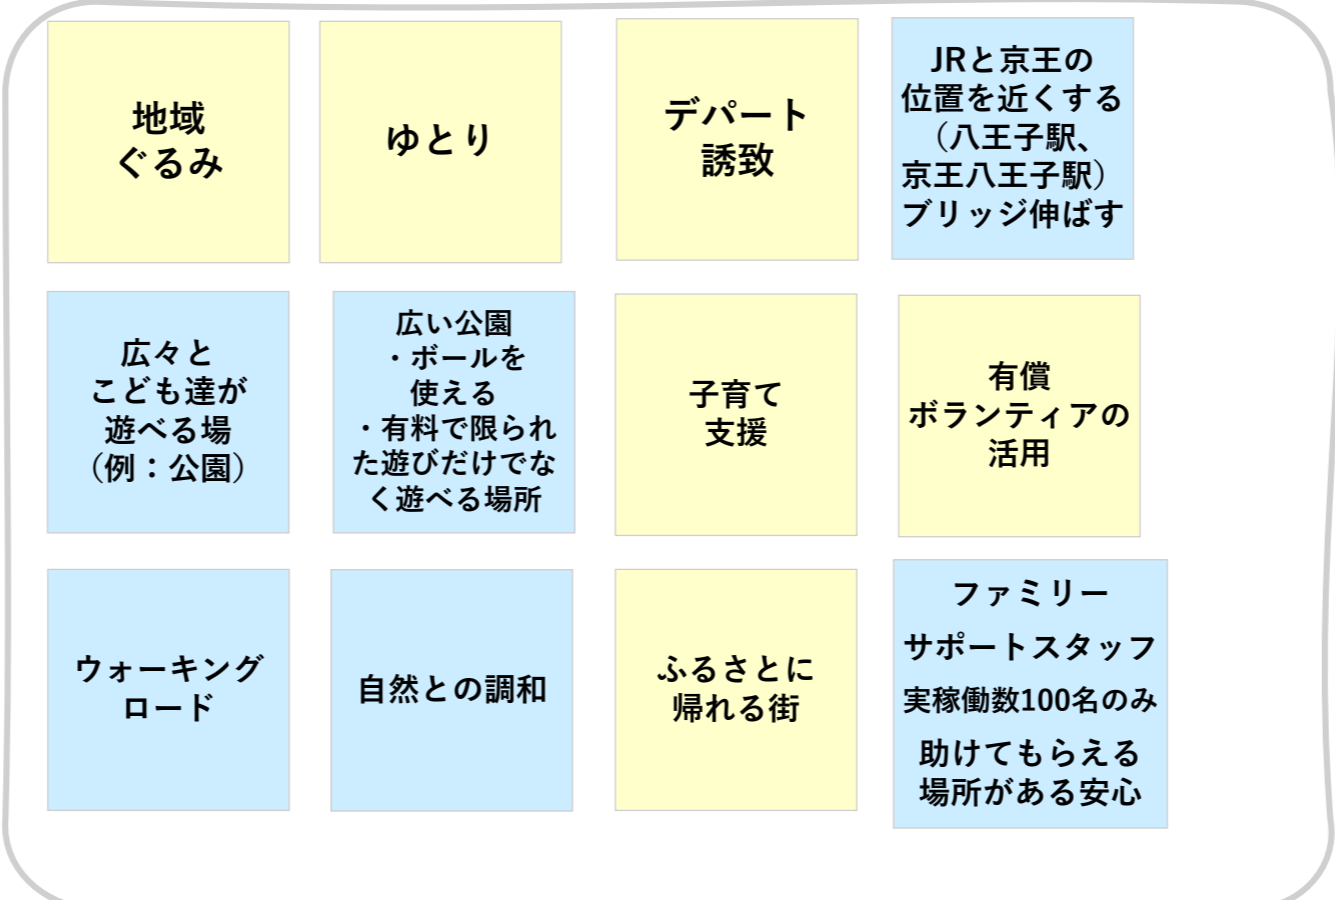 地域
ぐるみ
ゆとり
デパート
誘致
JRと京王の
位置を近くする
（八王子駅、
京王八王子駅）
ブリッジ伸ばす
広々と
こども達が
遊べる場
（例：公園）
広い公園
・ボールを
使える
・有料で限られ
た遊びだけでな
く遊べる場所
子育て
支援
有償
ボランティアの
活用
ウォーキング
ロード
自然との調和
ふるさとに
帰れる街
ファミリー
サポートスタッフ
実稼働数100名のみ
助けてもらえる
場所がある安心